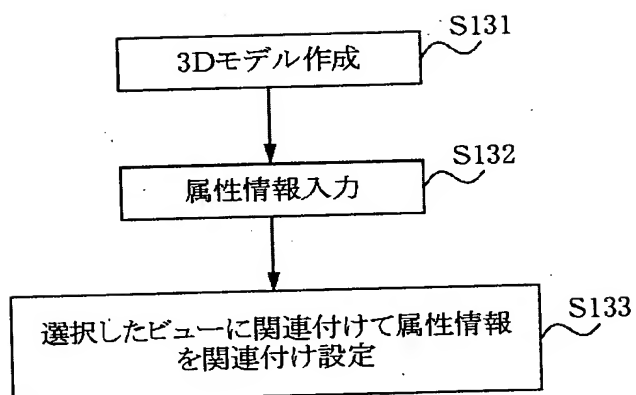 S131
3Dモデル作成
S132
属性情報入力
S133
選択したビューに関連付けて属性情報
を関連付け設定